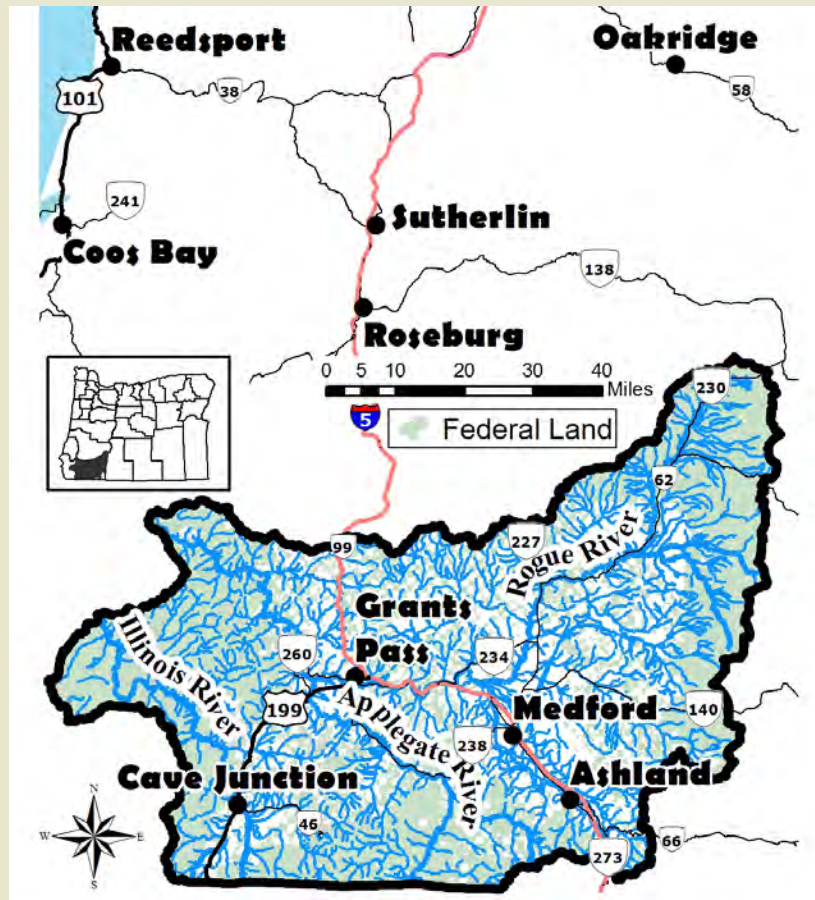 Reedsport
Oakridge
101
38
58
241
Sutherlin
Coos Bay
138
Roseburg
0 5 10 20 30 40
Miles
230
5
Federal Land
62
99
227
Rogue River
Grants
Pass
Illinois River
260
234
199
Applegate River
140
Medford
238
Cave Junction
Ashland
46
N
W E
S
66
273